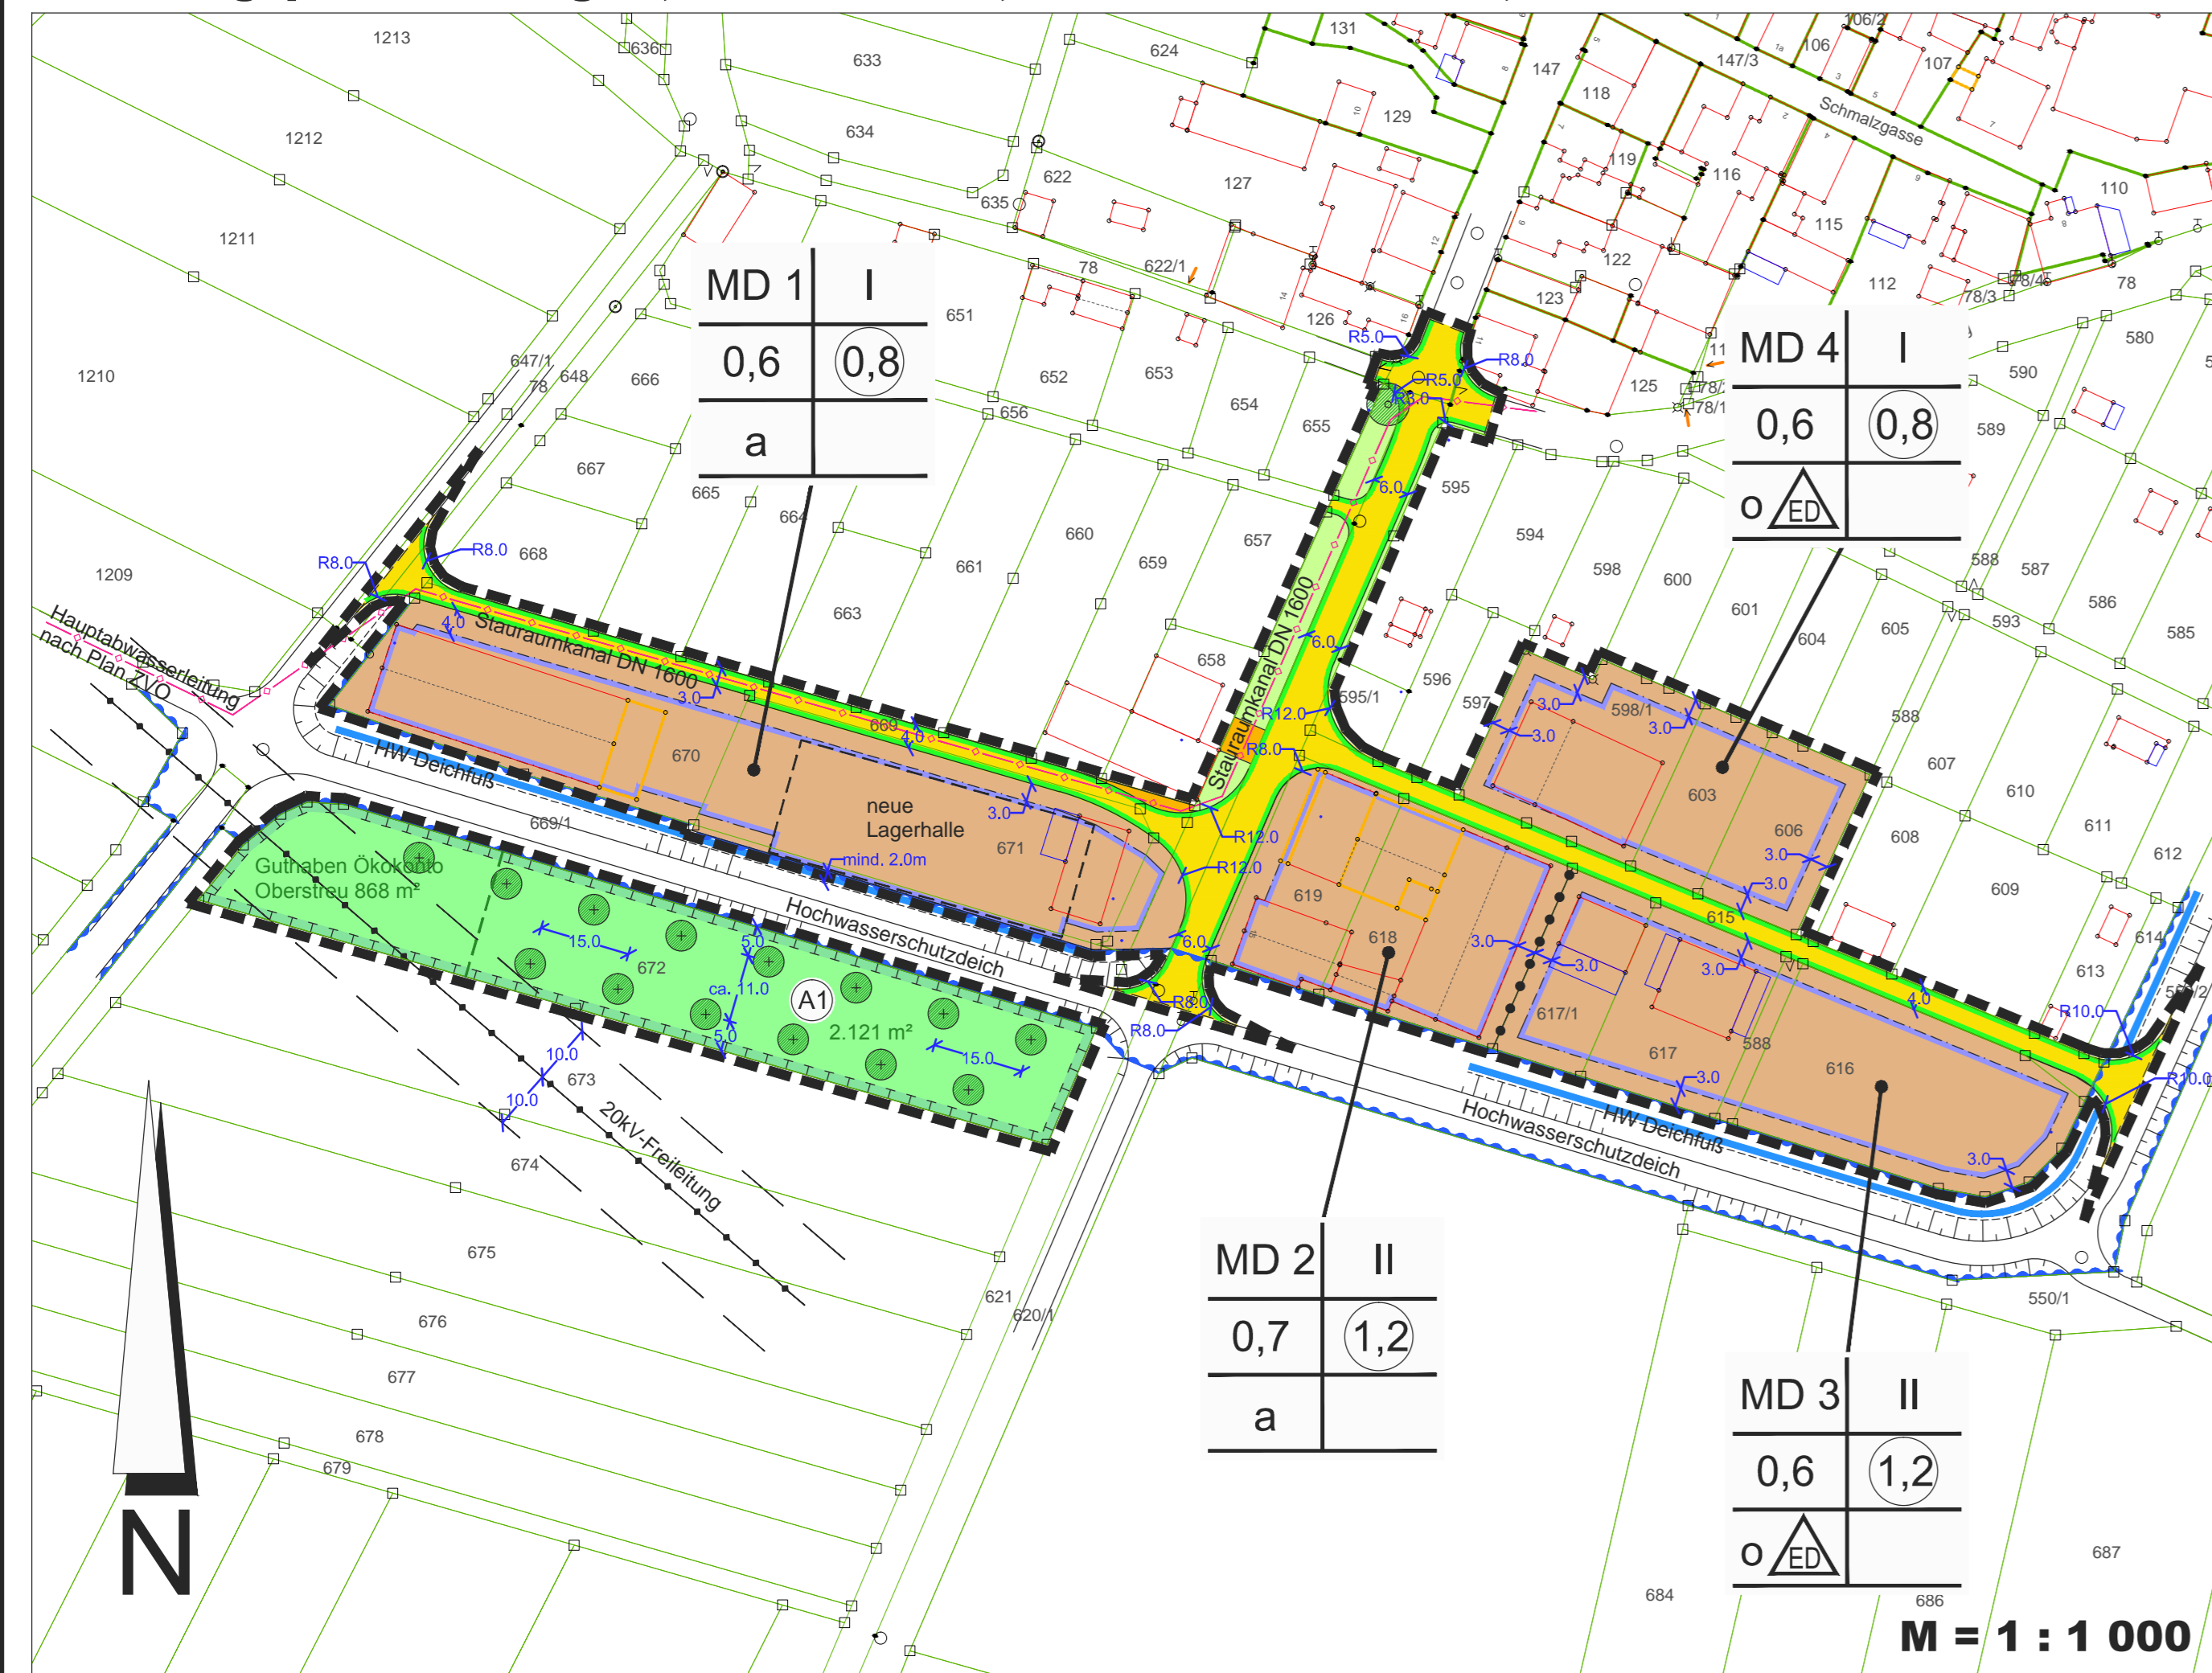 1213
636
633
624
131
147
147/3
106/2
106
107
118
129
1212
634
Schmalzgasse
119
116
110
622
127
635
115
1211
78
622/1
122
123
112
78/3
78/4
78
126
651
647/1
78
648
666
1210
652
653
656
654
655
125
78/1
580
590
589
MD 1
I
0,6
0,8
a
MD 4
I
0,6
0,8
o
ED
R5.0
R8.0
R5.0
R3.0
6.0
595
667
665
664
660
659
657
661
663
668
658
594
598
600
601
604
605
588
587
593
586
585
1209
R8.0
R8.0
Hauptabwasserleitung
nach Plan ZVO
4.0
Stauraumkanal DN 1600
3.0
669
4.0
3.0
Stauraumkanal DN 1600
6.0
R12.0
R8.0
595/1
596
597
598/1
3.0
3.0
3.0
603
606
3.0
3.0
588
607
610
608
611
612
609
614
613
670
671
neue
Lagerhalle
mind. 2.0m
HW Deichfuß
669/1
R12.0
R12.0
619
618
3.0
3.0
615
3.0
4.0
R10.0
R10.0
Guthaben Ökokonto
Oberstreu 868 m²
15.0
672
5.0
ca. 11.0
5.0
A1
2.121 m²
15.0
Hochwasserschutzdeich
6.0
R8.0
R8.0
617/1
617
588
616
3.0
3.0
10.0
10.0
673
674
20kV-Freileitung
Hochwasserschutzdeich
HW Deichfuß
675
676
677
678
679
621
620/1
550/1
MD 2
II
0,7
1,2
a
MD 3
II
0,6
1,2
o
ED
684
686
687
N
M = 1 : 1 000